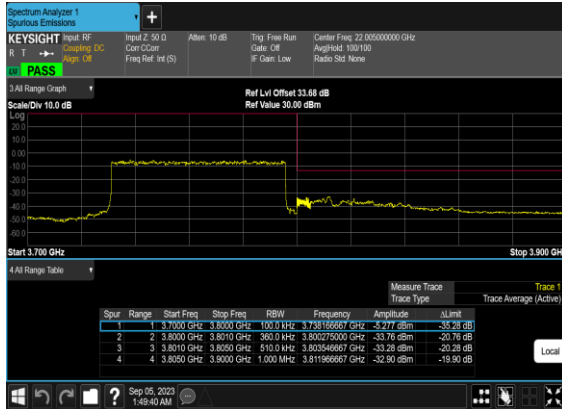 Spectrum Analyzer 1
Spurious Emissions
+
KEYSIGHT Input: RF Input Z: 50 Ω Atten: 10 dB Trig: Free Run Center Freq: 22.005000000 GHz
R T Coupling: DC Corr CCorr Gate: Off Avg|Hold: 100/100
Align: Off Freq Ref: Int (S) IF Gain: Low Radio Std: None
PASS
3 All Range Graph
Ref Lvl Offset 33.68 dB
Scale/Div 10.0 dB Ref Value 30.00 dBm
Log
20.0
10.0
0.00
-10.0
-20.0
-30.0
-40.0
-50.0
-60.0
Start 3.700 GHz Stop 3.900 GH
4 All Range Table
Measure Trace Trace 1
Trace Type Trace Average (Active)
Spur Range Start Freq Stop Freq RBW Frequency Amplitude ΔLimit
1 1 3.7000 GHz 3.8000 GHz 100.0 kHz 3.738166667 GHz -5.277 dBm -35.28 dB
2 2 3.8000 GHz 3.8010 GHz 360.0 kHz 3.800275000 GHz -33.76 dBm -20.76 dB
3 3 3.8010 GHz 3.8050 GHz 510.0 kHz 3.803546667 GHz -33.28 dBm -20.28 dB
4 4 3.8050 GHz 3.9000 GHz 1.000 MHz 3.811966667 GHz -32.90 dBm -19.90 dB
Local
? Sep 05, 2023
1:49:40 AM